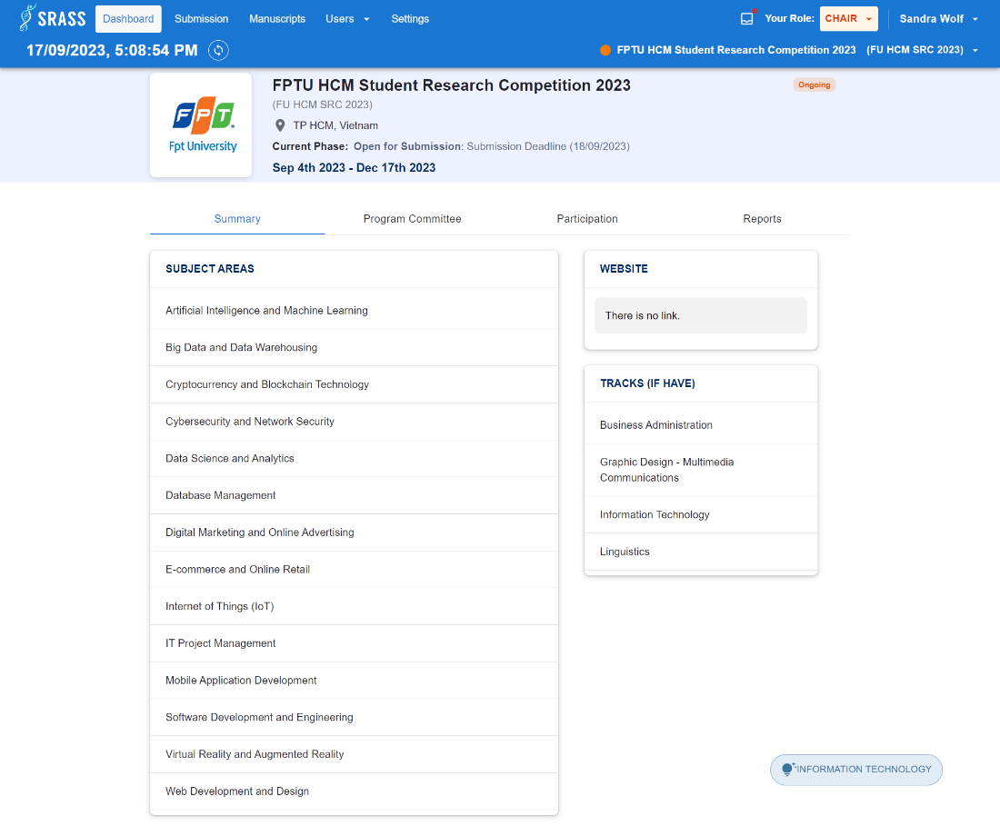 SRASS Dashboard Submission Manuscripts Users Settings Your Role: CHAIR Sandra Wolf
17/09/2023, 5:08:54 PM FPTU HCM Student Research Competition 2023 (FU HCM SRC 2023)
FPT
Fpt University
FPTU HCM Student Research Competition 2023
Ongoing
(FU HCM SRC 2023)
TP HCM, Vietnam
Current Phase: Open for Submission: Submission Deadline (18/09/2023)
Sep 4th 2023 - Dec 17th 2023
Summary Program Committee Participation Reports
SUBJECT AREAS
Artificial Intelligence and Machine Learning
Big Data and Data Warehousing
Cryptocurrency and Blockchain Technology
Cybersecurity and Network Security
Data Science and Analytics
Database Management
Digital Marketing and Online Advertising
E-commerce and Online Retail
Internet of Things (IoT)
IT Project Management
Mobile Application Development
Software Development and Engineering
Virtual Reality and Augmented Reality
Web Development and Design
WEBSITE
There is no link.
TRACKS (IF HAVE)
Business Administration
Graphic Design - Multimedia
Communications
Information Technology
Linguistics
INFORMATION TECHNOLOGY